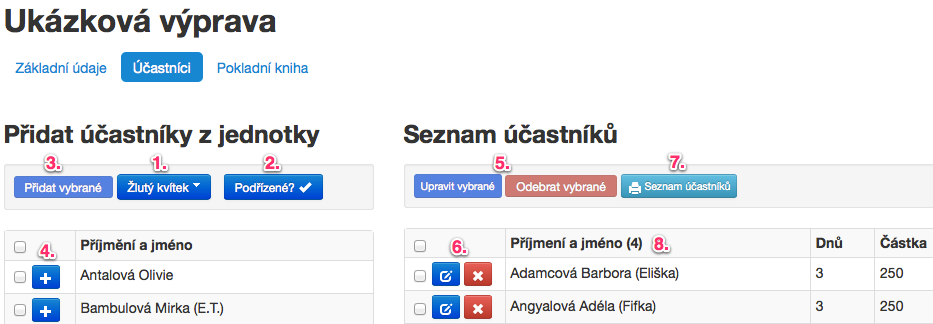 Ukázková výprava
Základní údaje Účastníci Pokladní kniha
Přidat účastníky z jednotky
3. 1. 2.
Přidat vybrané Žlutý kvítek Podřízené?
4. Příjmění a jméno
Antalová Olivie
Bambulová Mirka (E.T.)
Seznam účastníků
5. 7.
Upravit vybrané Odebrat vybrané Seznam účastníků
6. Příjmení a jméno (4) 8. Dnů Částka
Adamcová Barbora (Eliška) 3 250
Angyalová Adéla (Fifka) 3 250